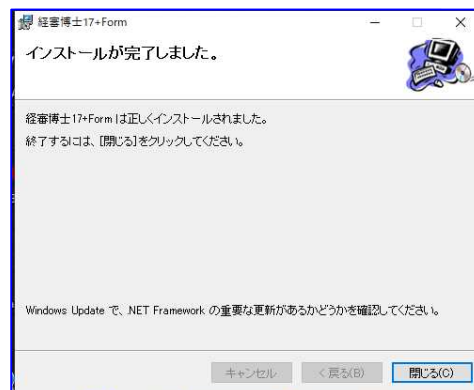 経審博士17+Form
インストールが完了しました。
経審博士17+Form は正しくインストールされました。
終了するには、[閉じる]をクリックしてください。
Windows Update で、.NET Framework の重要な更新があるかどうかを確認してください。
キャンセル
< 戻る(B)
閉じる(C)